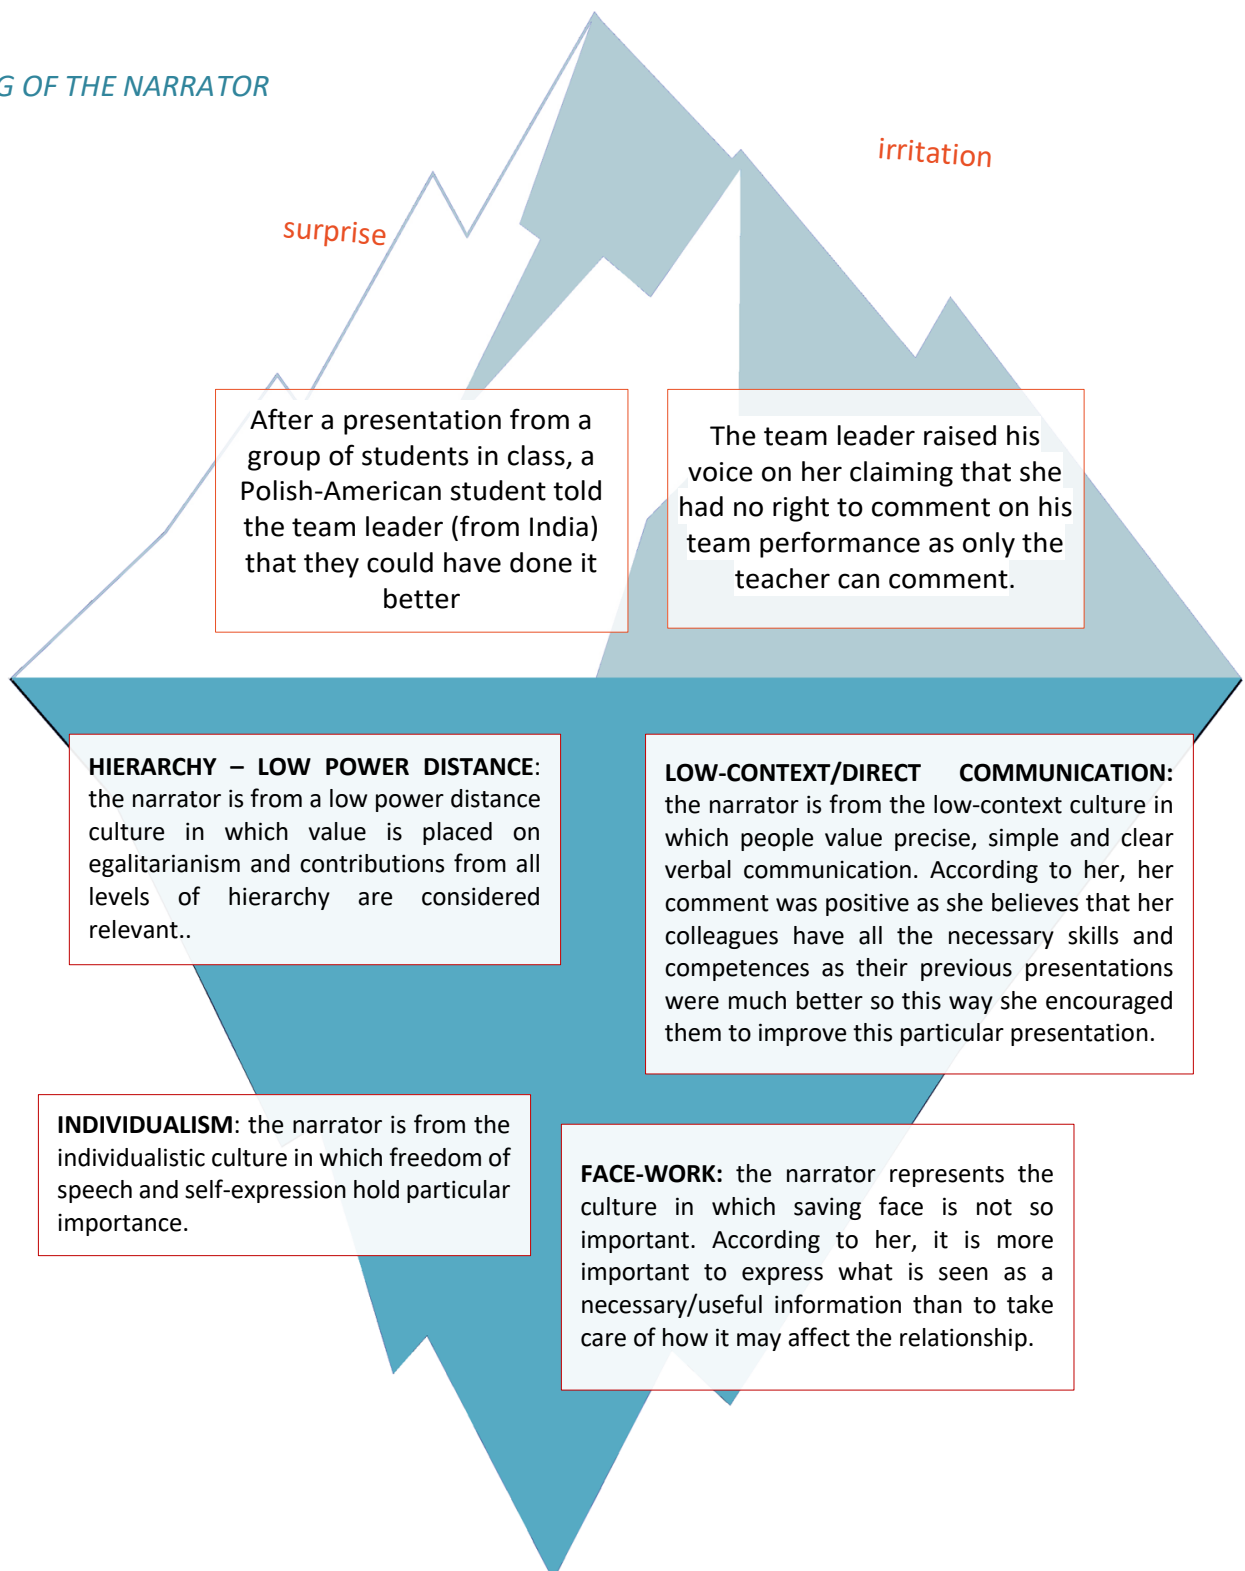 G OF THE NARRATOR
irritation
surprise
After a presentation from a
group of students in class, a
Polish-American student told
the team leader (from India)
that they could have done it
better
The team leader raised his
voice on her claiming that she
had no right to comment on his
team performance as only the
teacher can comment.
HIERARCHY – LOW POWER DISTANCE:
the narrator is from a low power distance
culture in which value is placed on
egalitarianism and contributions from all
levels of hierarchy are considered
relevant..
LOW-CONTEXT/DIRECT COMMUNICATION:
the narrator is from the low-context culture in
which people value precise, simple and clear
verbal communication. According to her, her
comment was positive as she believes that her
colleagues have all the necessary skills and
competences as their previous presentations
were much better so this way she encouraged
them to improve this particular presentation.
INDIVIDUALISM: the narrator is from the
individualistic culture in which freedom of
speech and self-expression hold particular
importance.
FACE-WORK: the narrator represents the
culture in which saving face is not so
important. According to her, it is more
important to express what is seen as a
necessary/useful information than to take
care of how it may affect the relationship.